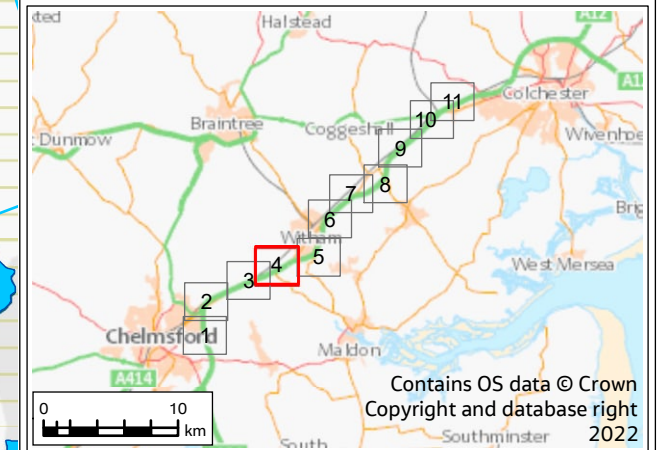 ted
Halstead
A12
Colchester
A1
11
10
Braintree
Coggeshall
Dunmow
9
Wivenhoe
8
7
6
Brig
Witham
5
4
West Mersea
3
2
Chelmsford
1
Maldon
A414
Contains OS data © Crown
Copyright and database right
2022
0 10
km
South
Southminster